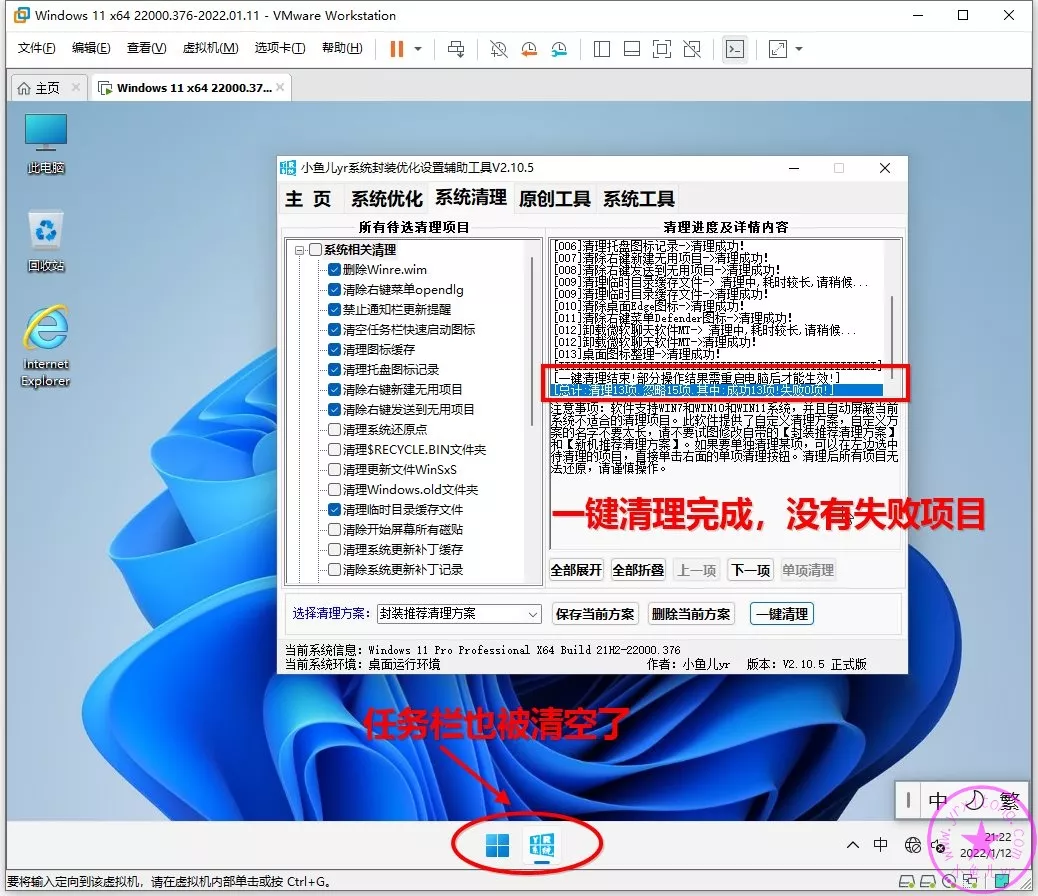 Windows 11 x64 22000.376-2022.01.11 - VMware Workstation
文件(F) 编辑(E) 查看(V) 虚拟机(M) 选项卡(T) 帮助(H)
主页 Windows 11 x64 22000.37...
此电脑
回收站
Internet
Explorer
小鱼儿yr系统封装优化设置辅助工具V2.10.5
主 页 系统优化 系统清理 原创工具 系统工具
所有待选清理项目
系统相关清理
删除Winre.wim
清除右键菜单opendlg
禁止通知栏更新提醒
清空任务栏快速启动图标
清理图标缓存
清理托盘图标记录
清除右键新建无用项目
清除右键发送到无用项目
清理系统还原点
清理$RECYCLE.BIN文件夹
清理更新文件WinSxS
清理Windows.old文件夹
清理临时目录缓存文件
清除开始屏幕所有磁贴
清理系统更新补丁缓存
清除系统更新补丁记录
清理进度及详情内容
[006]清理托盘图标记录->清理成功!
[007]清除右键新建无用项目->清理成功!
[008]清除右键发送到无用项目->清理成功!
[009]清理临时目录缓存文件-> 清理中,耗时较长,请稍候...
[009]清理临时目录缓存文件->清理成功!
[010]清除桌面Edge图标->清理成功!
[011]清除右键菜单Defender图标->清理成功!
[012]卸载微软聊天软件MT-> 清理中,耗时较长,请稍候...
[012]卸载微软聊天软件MT->清理成功!
[013]桌面图标整理->清理成功!
[一键清理结束!部分操作结果需重启电脑后才能生效!]
[总计:清理13项 忽略15项 其中:成功13项!失败0项!]
注意事项：软件支持WIN7和WIN10和WIN11系统，并且自动屏蔽当前
系统不适合的清理项目。此软件提供了自定义清理方案，自定义方
案的名字不要太长，请不要试图修改自带的【封装推荐清理方案】
和【新机推荐清理方案】。如果要单独清理某项，可以在左边选中
待清理的项目，直接单击右面的单项清理按钮。清理后所有项目无
法还原，请谨慎操作。
一键清理完成，没有失败项目
全部展开 全部折叠 上一项 下一项 单项清理
选择清理方案： 封装推荐清理方案 保存当前方案 删除当前方案 一键清理
当前系统信息：Windows 11 Pro Professional X64 Build 21H2-22000.376
当前系统环境：桌面运行环境 作者：小鱼儿yr 版本：V2.10.5 正式版
任务栏也被清空了
中 繁
中 21:22
2022/1/12
要将输入定向到该虚拟机，请在虚拟机内部单击或按 Ctrl+G。